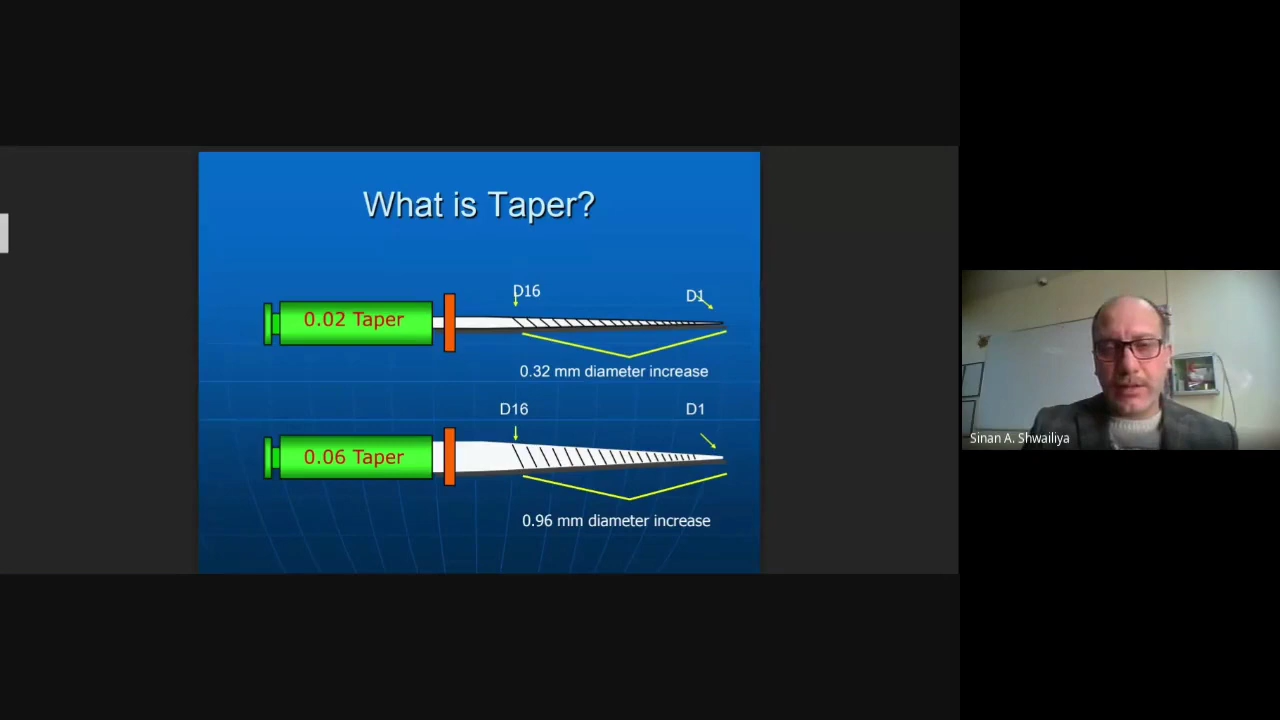 What is Taper?
D16
D1
0.02 Taper
0.32 mm diameter increase
D16
D1
0.06 Taper
0.96 mm diameter increase
Sinan A. Shwailiya